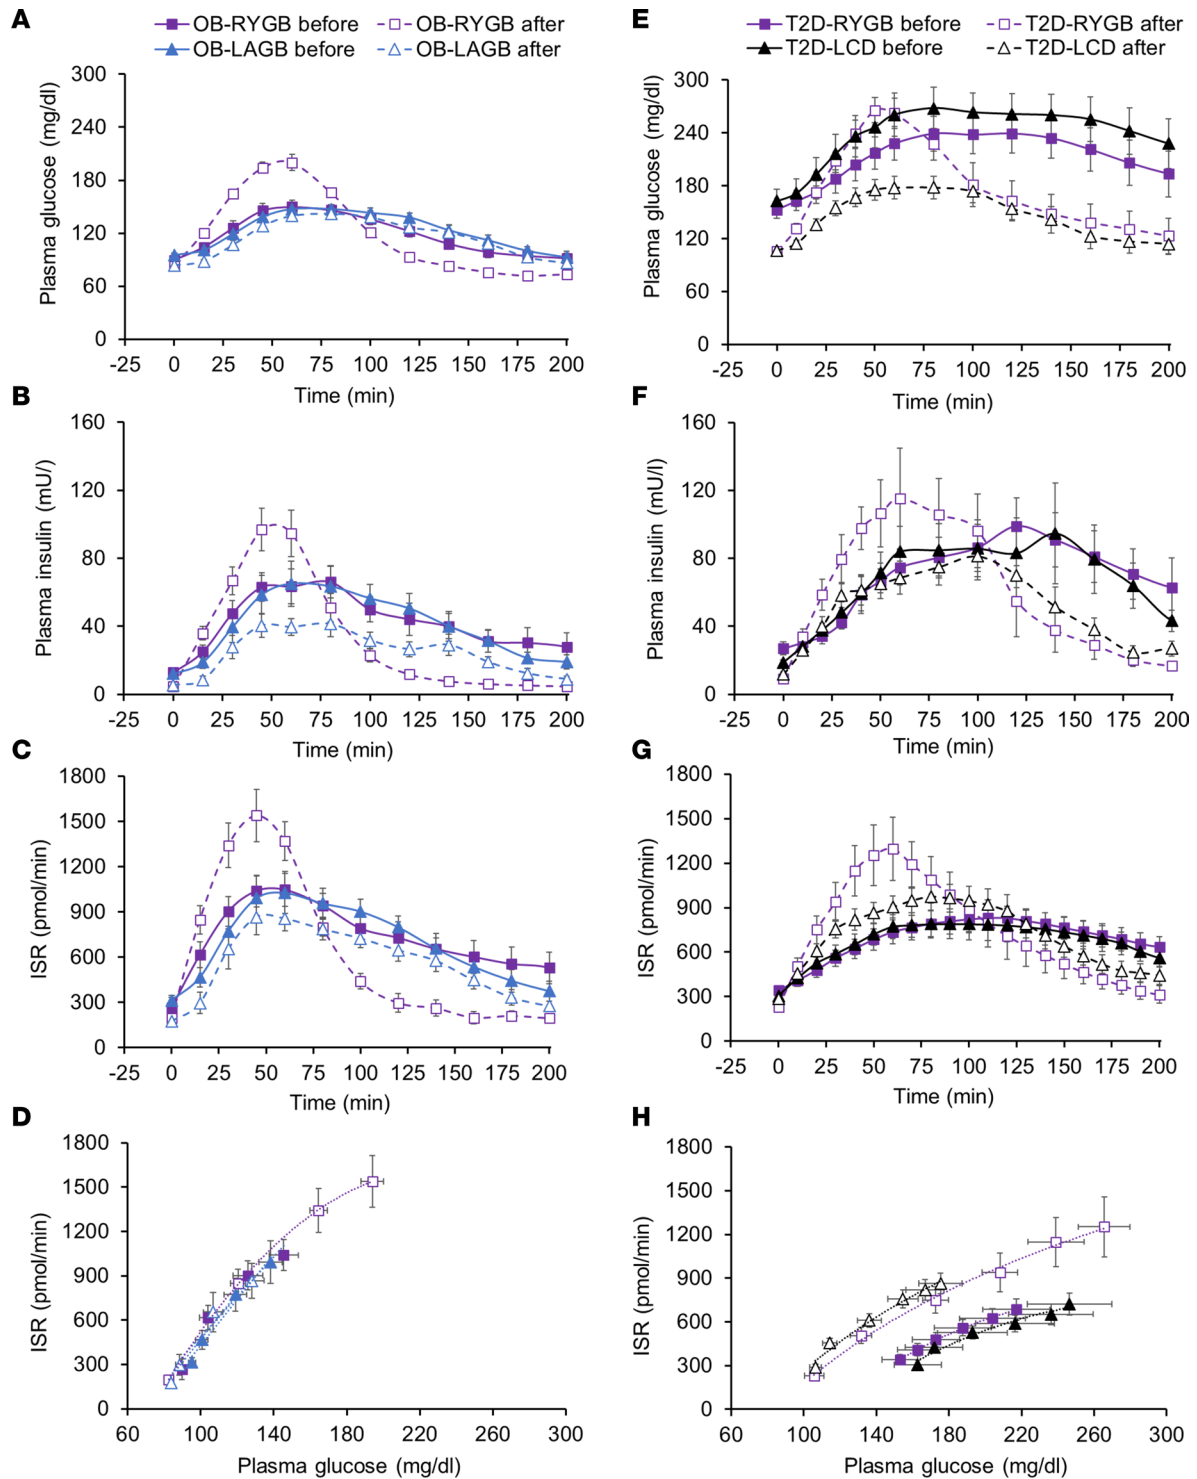 A
OB-RYGB before
OB-RYGB after
OB-LAGB before
OB-LAGB after
Plasma glucose (mg/dl)
300
240
180
120
60
0
-25 0 25 50 75 100 125 150 175 200
Time (min)
B
Plasma insulin (mU/)
160
120
80
40
0
-25 0 25 50 75 100 125 150 175 200
Time (min)
C
ISR (pmol/min)
1800
1500
1200
900
600
300
0
-25 0 25 50 75 100 125 150 175 200
Time (min)
D
ISR (pmol/min)
1800
1500
1200
900
600
300
0
60 100 140 180 220 260 300
Plasma glucose (mg/dl)
E
T2D-RYGB before
T2D-RYGB after
T2D-LCD before
T2D-LCD after
Plasma glucose (mg/dl)
300
240
180
120
60
0
-25 0 25 50 75 100 125 150 175 200
Time (min)
F
Plasma insulin (mU/l)
160
120
80
40
0
-25 0 25 50 75 100 125 150 175 200
Time (min)
G
ISR (pmol/min)
1800
1500
1200
900
600
300
0
-25 0 25 50 75 100 125 150 175 200
Time (min)
H
ISR (pmol/min)
1800
1500
1200
900
600
300
0
60 100 140 180 220 260 300
Plasma glucose (mg/dl)